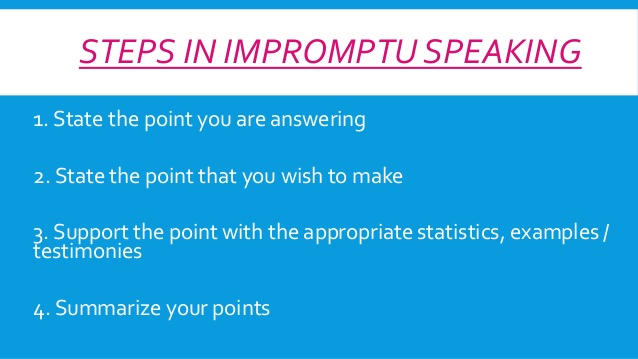 STEPS IN IMPROMPTU SPEAKING
1. State the point you are answering
2. State the point that you wish to make
3. Support the point with the appropriate statistics, examples /
testimonies
4. Summarize your points